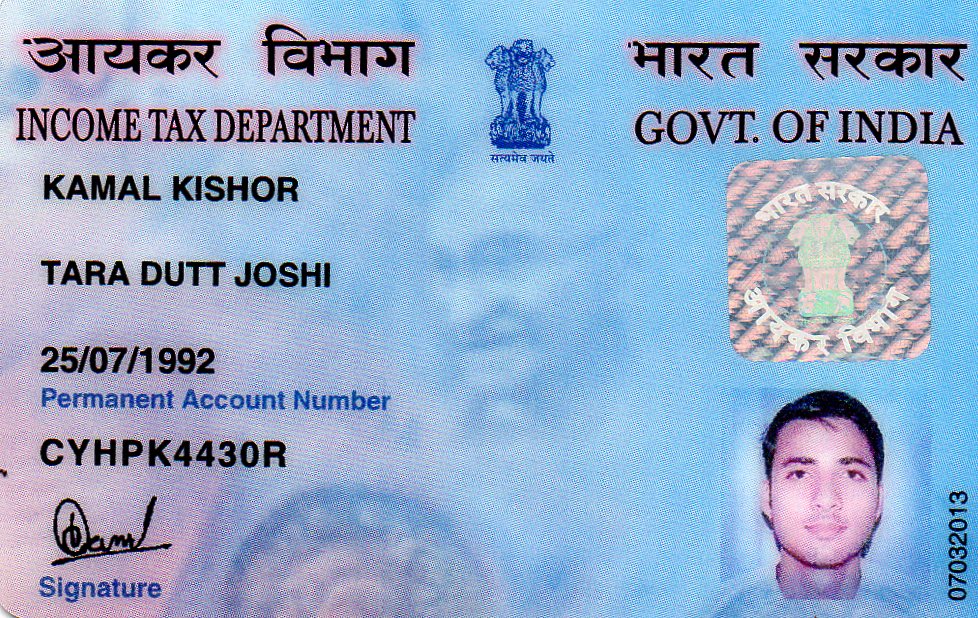 आयकर विभाग
INCOME TAX DEPARTMENT
सत्यमेव जयते
भारत सरकार
GOVT. OF INDIA
KAMAL KISHOR
TARA DUTT JOSHI
25/07/1992
Permanent Account Number
CYHPK4430R
Signature
भारत सरकार
आयकर विभाग
07032013